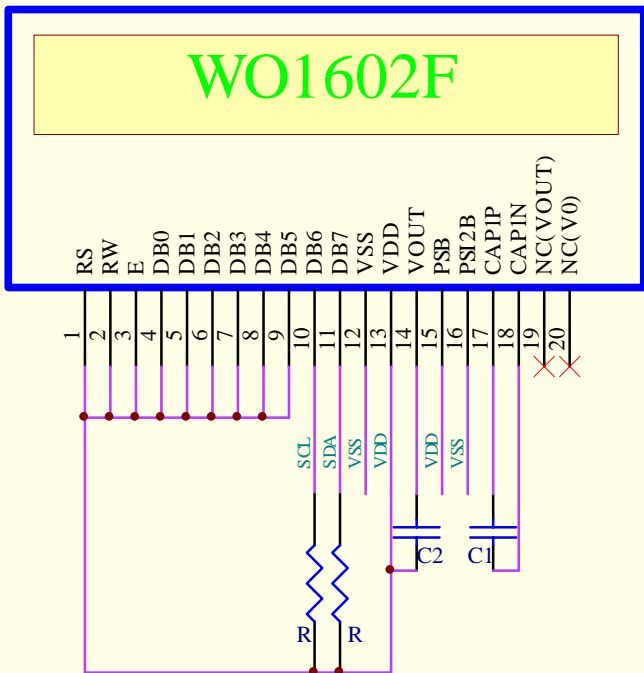 WO1602F
RS
RW
E
DB0
DB1
DB2
DB3
DB4
DB5
DB6
DB7
VSS
VDD
VOUT
PSB
PSI2B
CAP1P
CAP1N
NC(VOUT)
NC(V0)
1
2
3
4
5
6
7
8
9
10
11
12
13
14
15
16
17
18
19
20
SCL
SDA
VSS
VDD
VDD
VSS
C2
C1
R
R